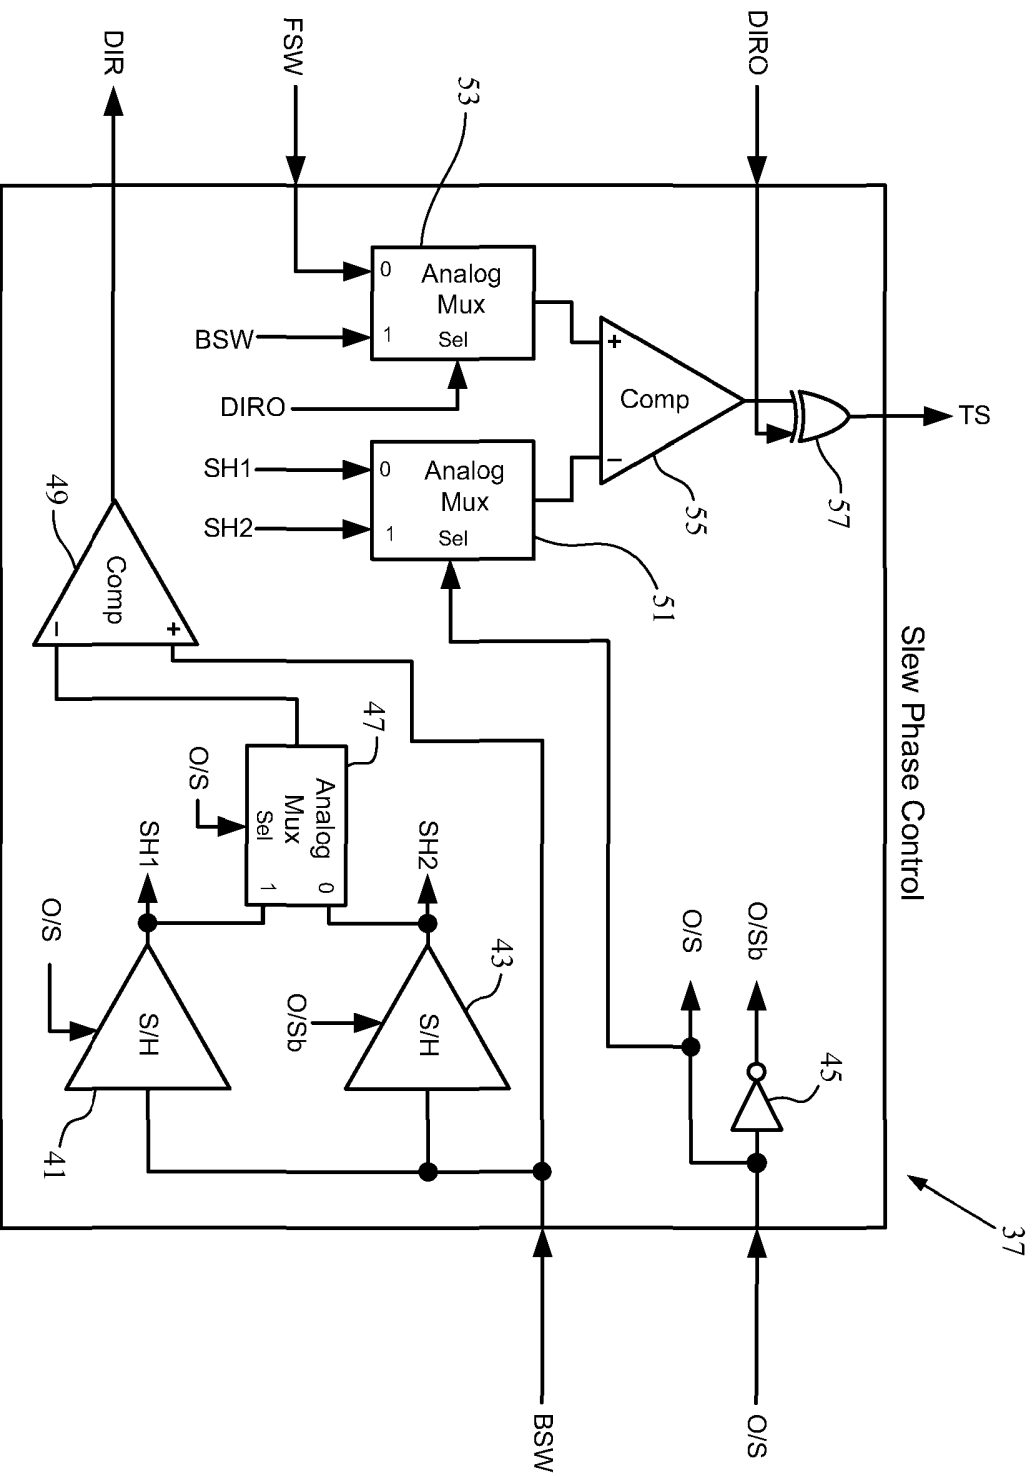 DIR
FSW
DIRO
53
0
Analog
Mux
1
Sel
BSW
DIRO
+
Comp
−
TS
57
55
SH1
0
Analog
Mux
SH2
1
Sel
51
49
Comp
−
+
Slew Phase Control
47
O/S
Analog
Mux
Sel
1
0
SH1
SH2
O/S
O/Sb
O/S
43
O/Sb
S/H
S/H
45
41
37
BSW
O/S